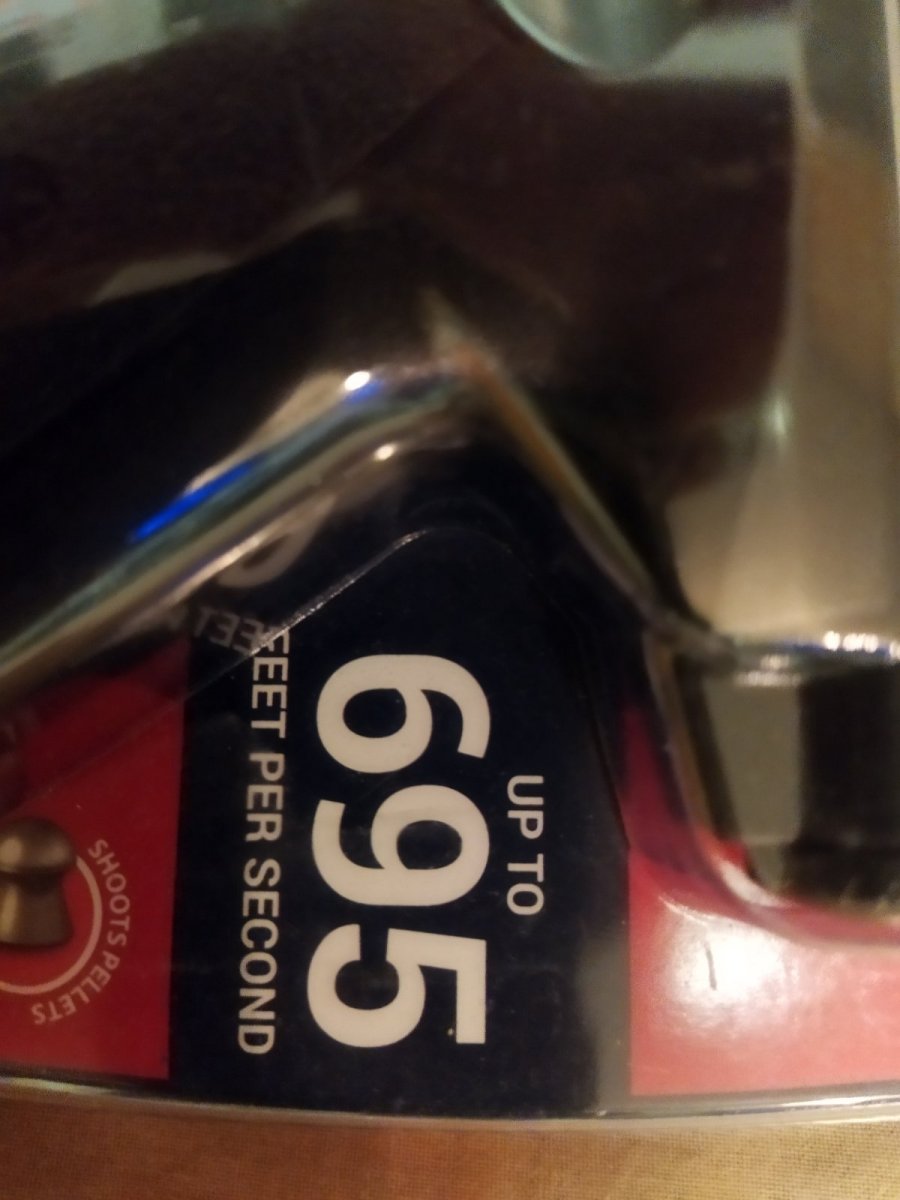 UP TO
695
FEET PER SECOND
SHOOTS PELLETS